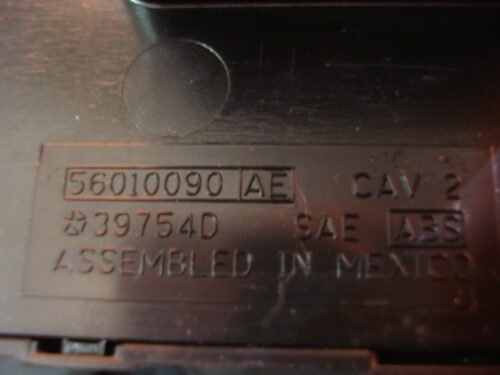 56010090 AE CAV 2
39754D SAE ABS
ASSEMBLED IN MEXICO